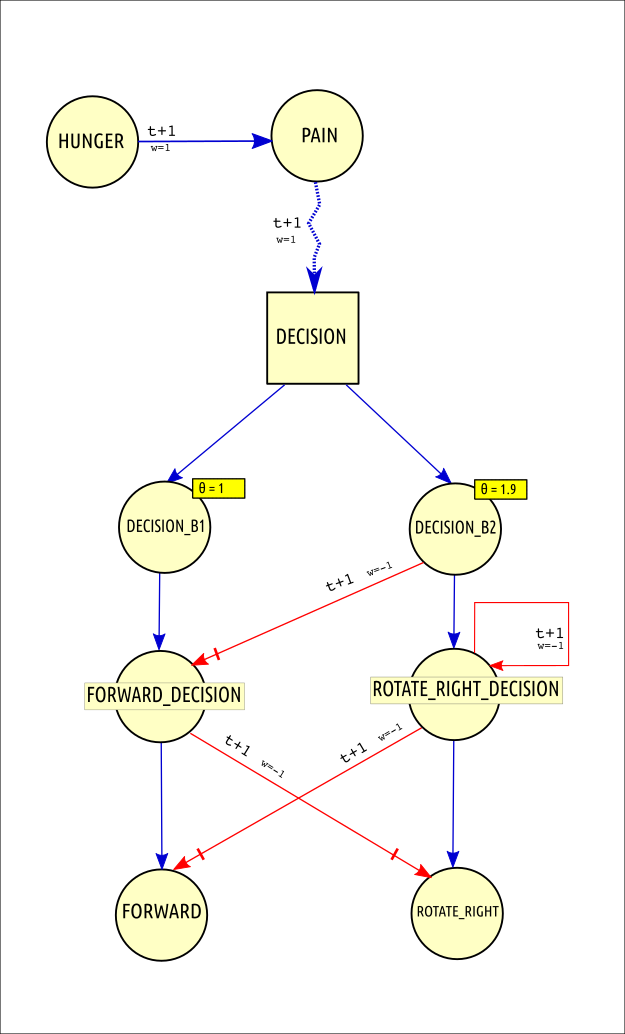 HUNGER
t+1
w=1
PAIN
t+1
w=1
DECISION
θ = 1
DECISION_B1
θ = 1.9
DECISION_B2
t+1 w=−1
t+1
w=−1
FORWARD_DECISION
ROTATE_RIGHT_DECISION
t+1 w=−1
t+1 w=−1
FORWARD
ROTATE_RIGHT